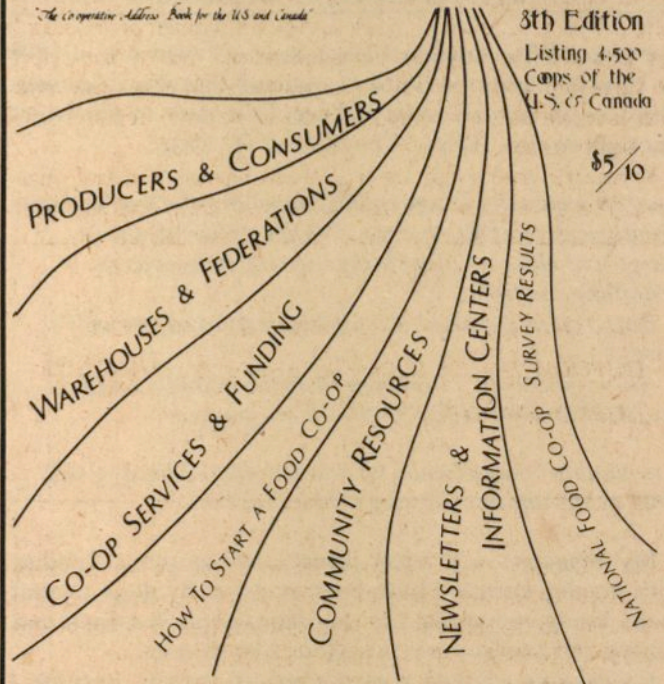 "The Co-operative Address Book for the US and Canada"
8th Edition
Listing 4,500
Coops of the
U.S. & Canada
$5/10
PRODUCERS & CONSUMERS
WAREHOUSES & FEDERATIONS
CO-OP SERVICES & FUNDING
HOW TO START A FOOD CO-OP
COMMUNITY RESOURCES
NEWSLETTERS &
INFORMATION CENTERS
NATIONAL FOOD CO-OP SURVEY RESULTS